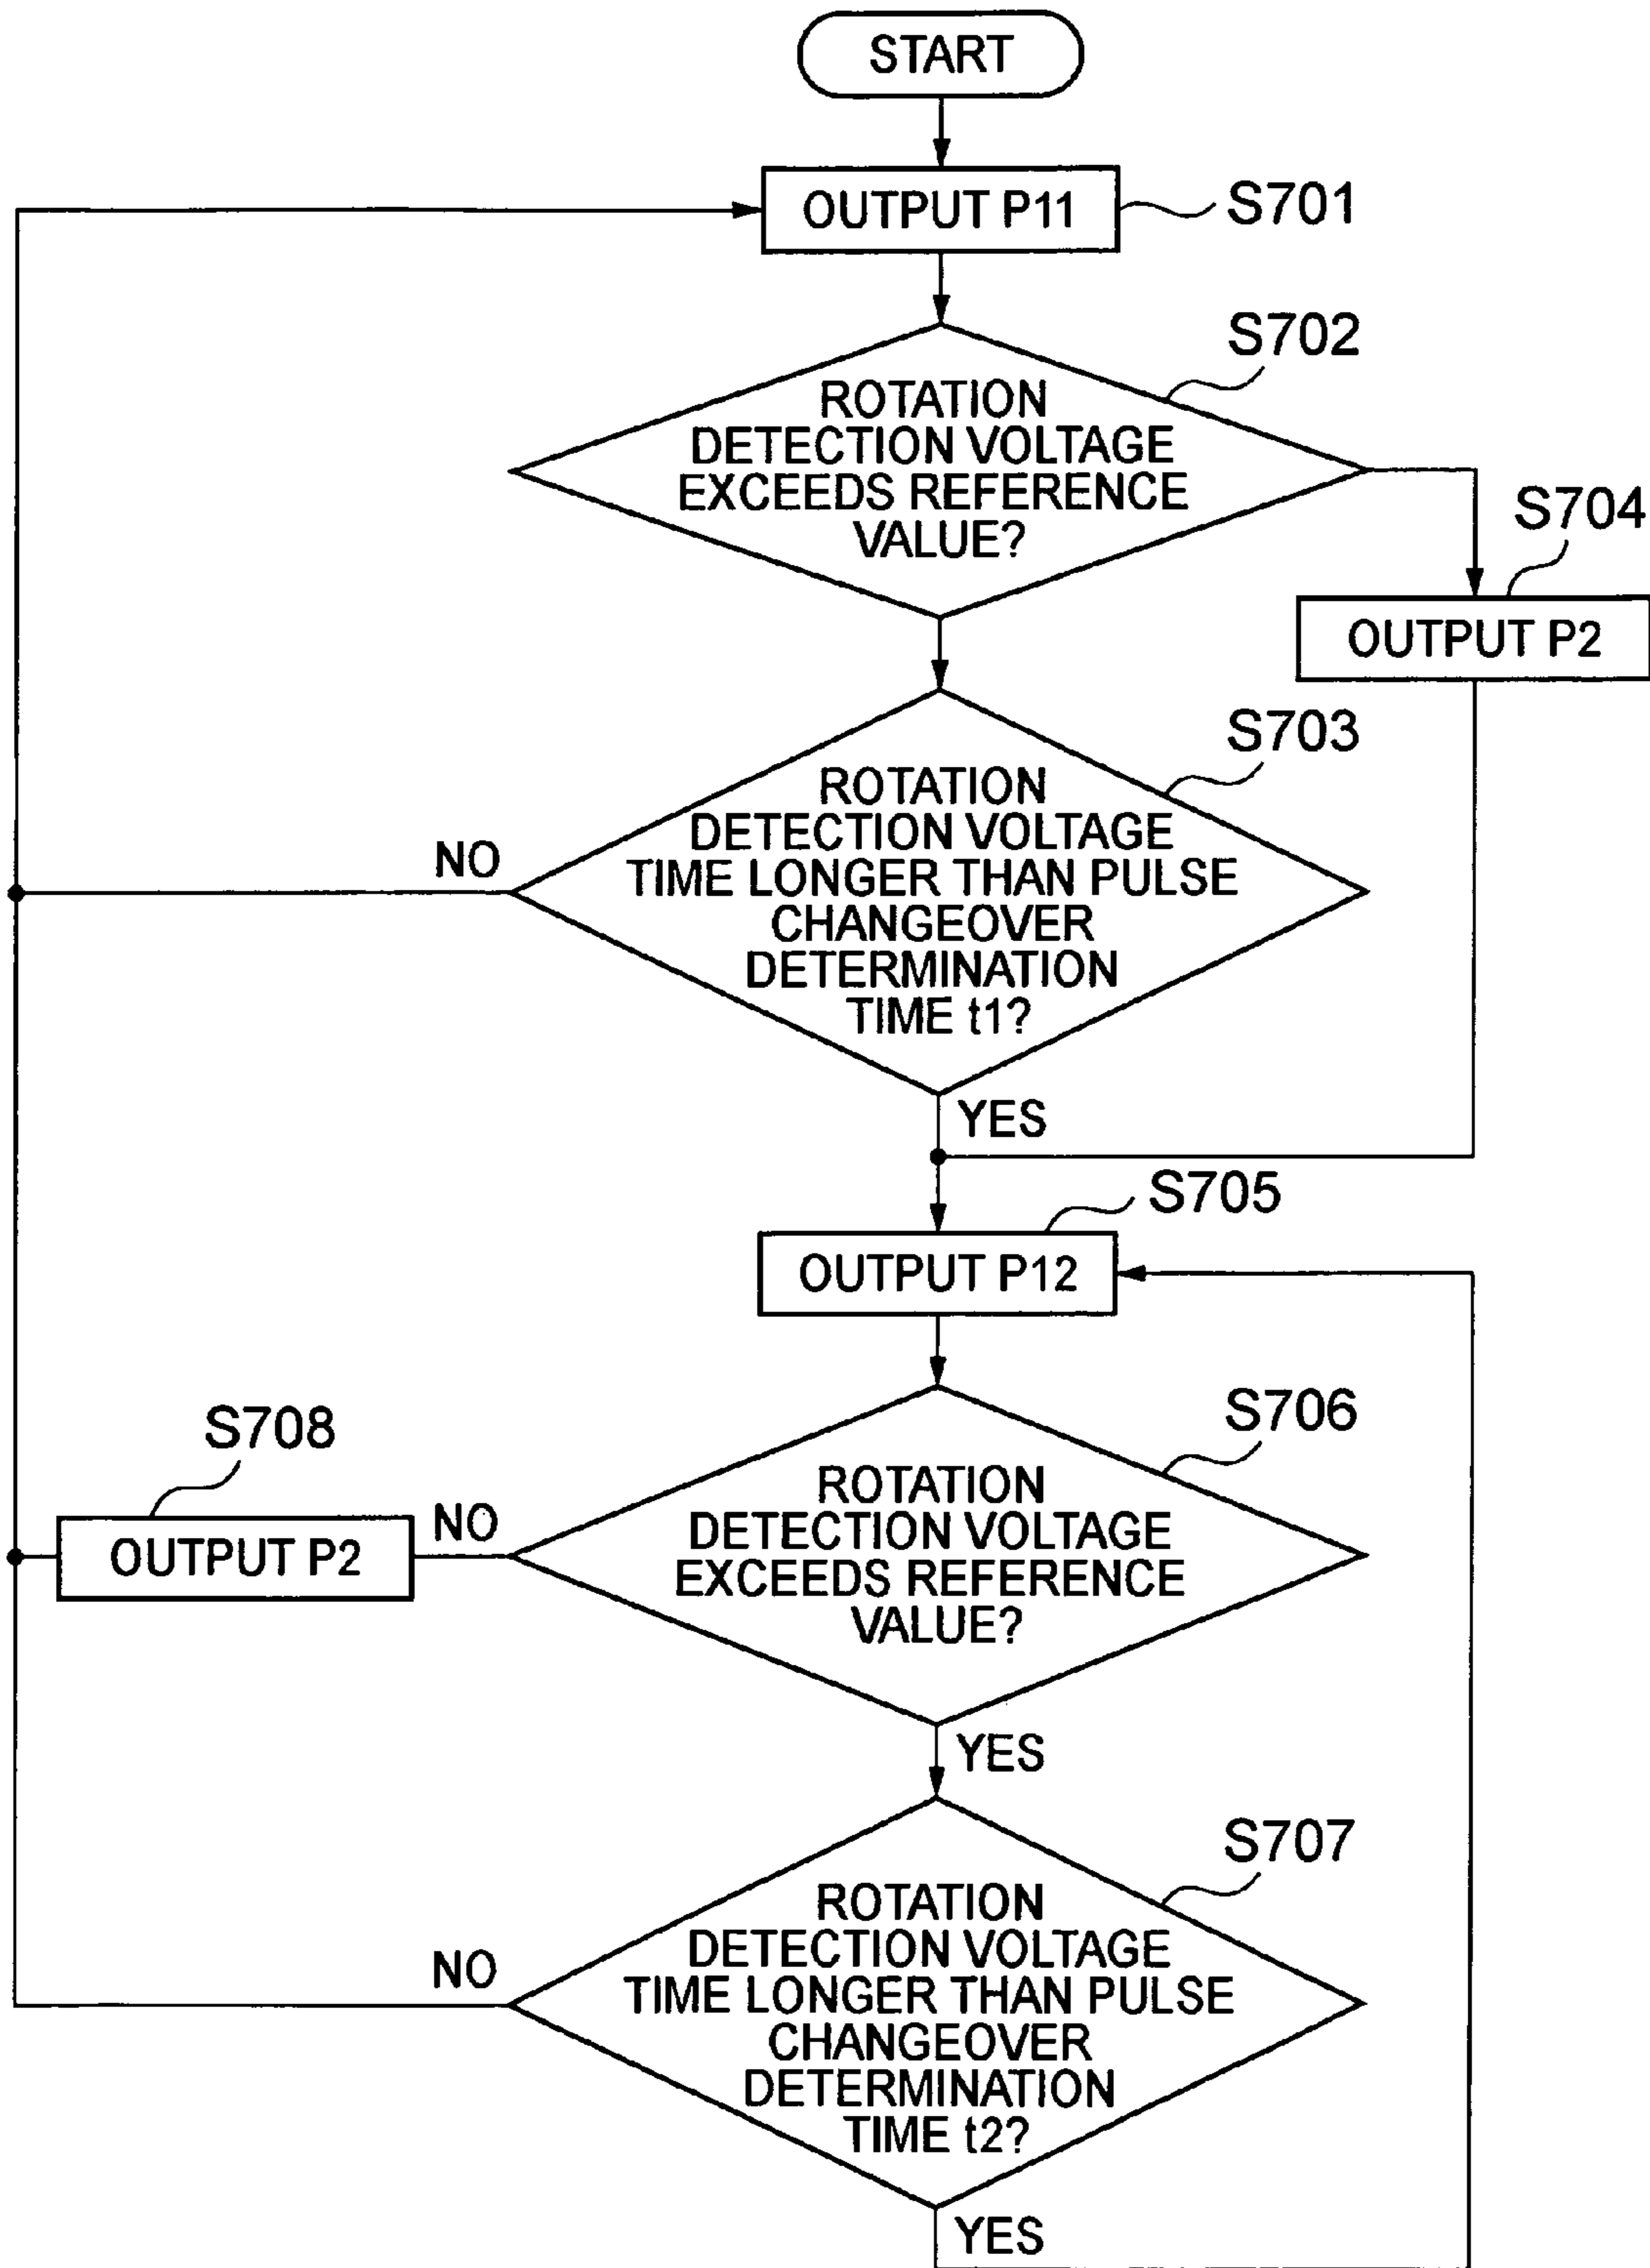 START
OUTPUT P11
S701
S702
ROTATION
DETECTION VOLTAGE
EXCEEDS REFERENCE
VALUE?
S704
OUTPUT P2
S703
ROTATION
DETECTION VOLTAGE
TIME LONGER THAN PULSE
CHANGEOVER
DETERMINATION
TIME t1?
NO
YES
S705
OUTPUT P12
S706
ROTATION
DETECTION VOLTAGE
EXCEEDS REFERENCE
VALUE?
S708
OUTPUT P2
NO
YES
S707
ROTATION
DETECTION VOLTAGE
TIME LONGER THAN PULSE
CHANGEOVER
DETERMINATION
TIME t2?
NO
YES